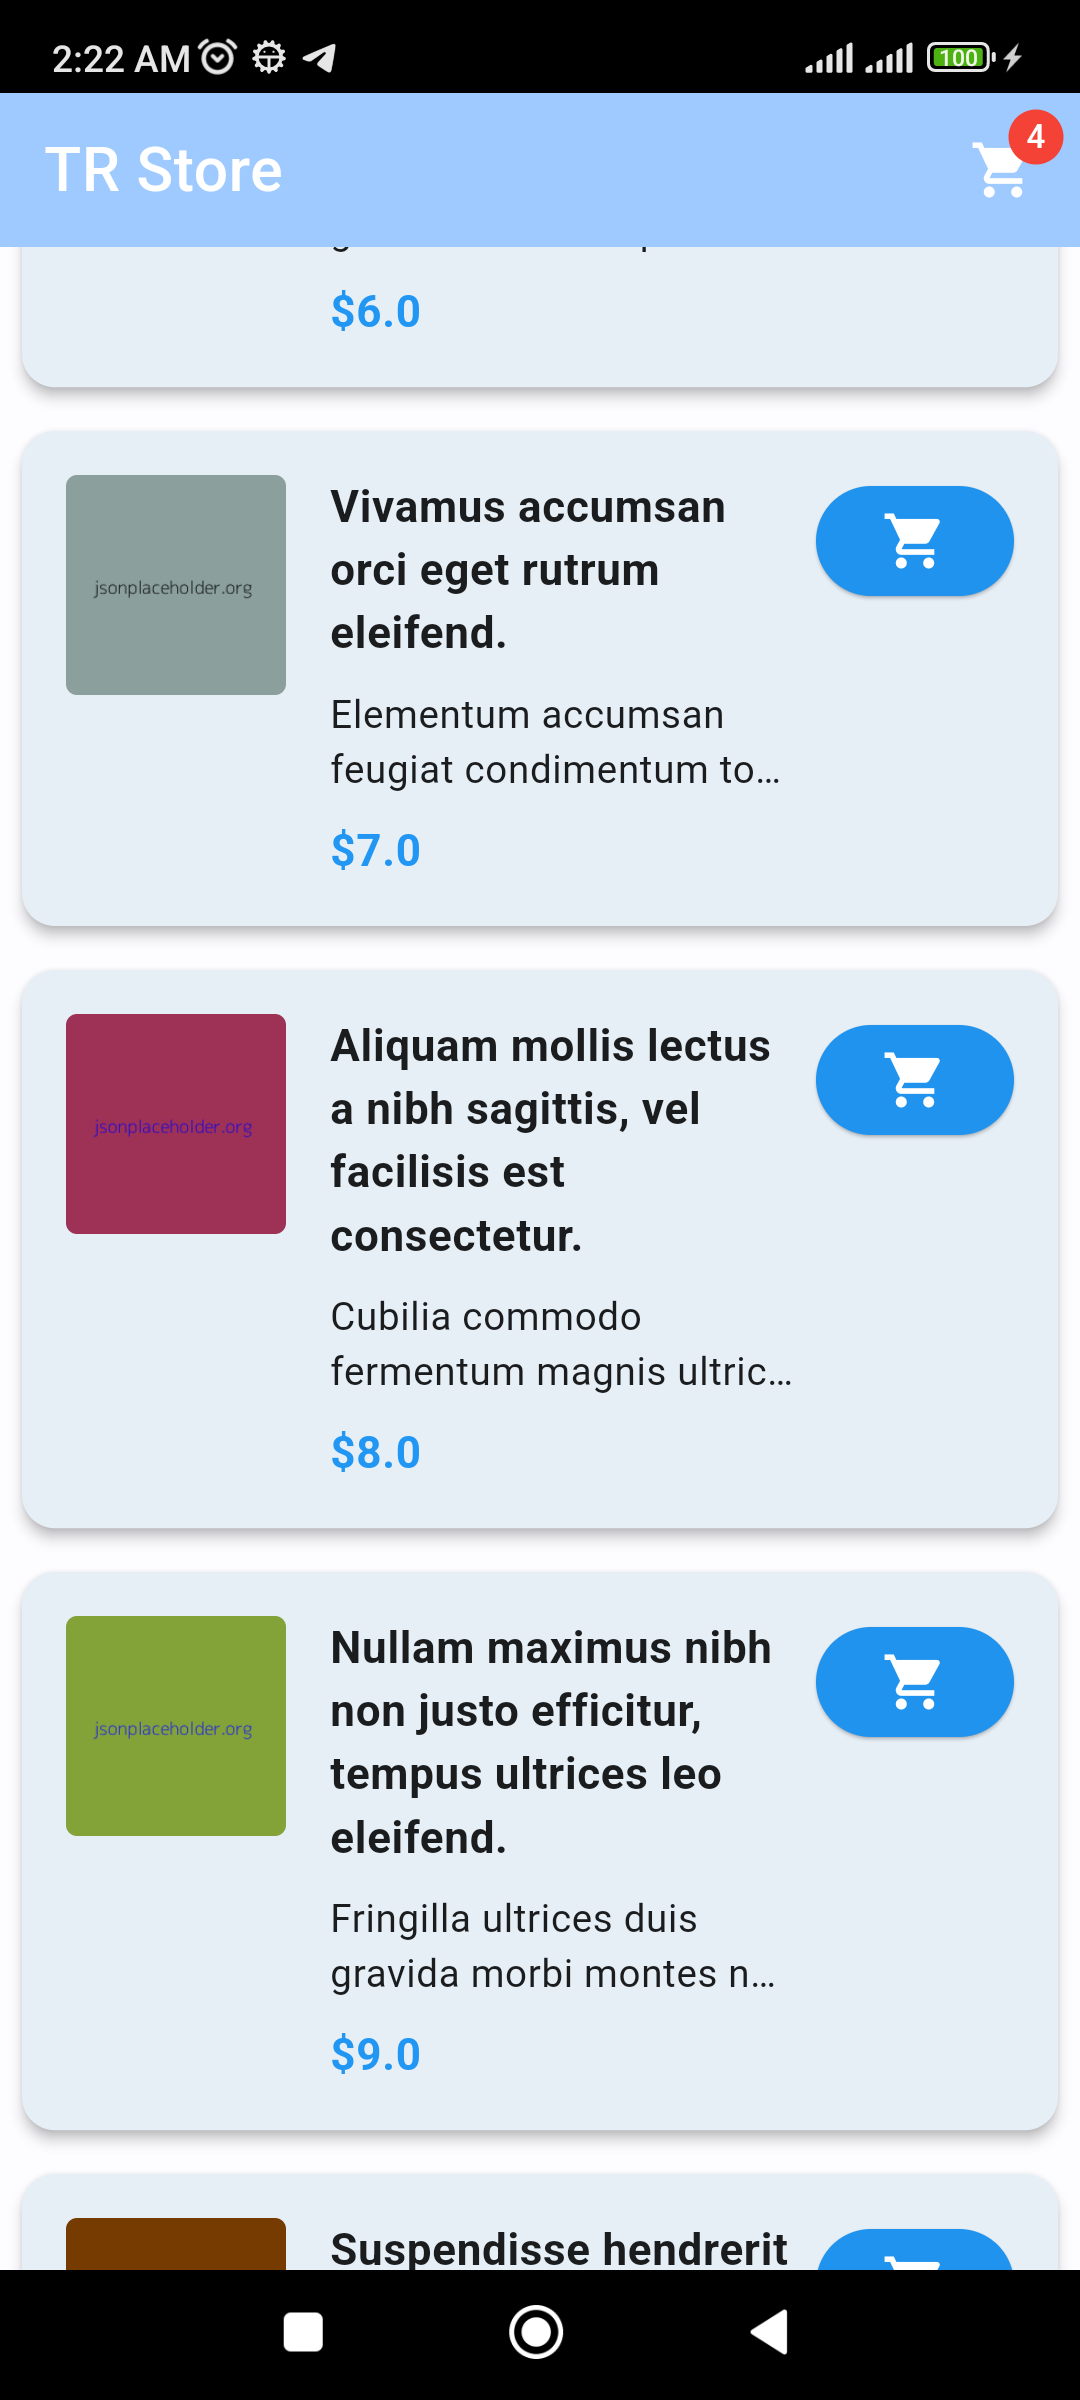 2:22 AM
100
TR Store
4
$6.0
jsonplaceholder.org
Vivamus accumsan
orci eget rutrum
eleifend.
Elementum accumsan
feugiat condimentum to...
$7.0
jsonplaceholder.org
Aliquam mollis lectus
a nibh sagittis, vel
facilisis est
consectetur.
Cubilia commodo
fermentum magnis ultric...
$8.0
jsonplaceholder.org
Nullam maximus nibh
non justo efficitur,
tempus ultrices leo
eleifend.
Fringilla ultrices duis
gravida morbi montes n...
$9.0
Suspendisse hendrerit